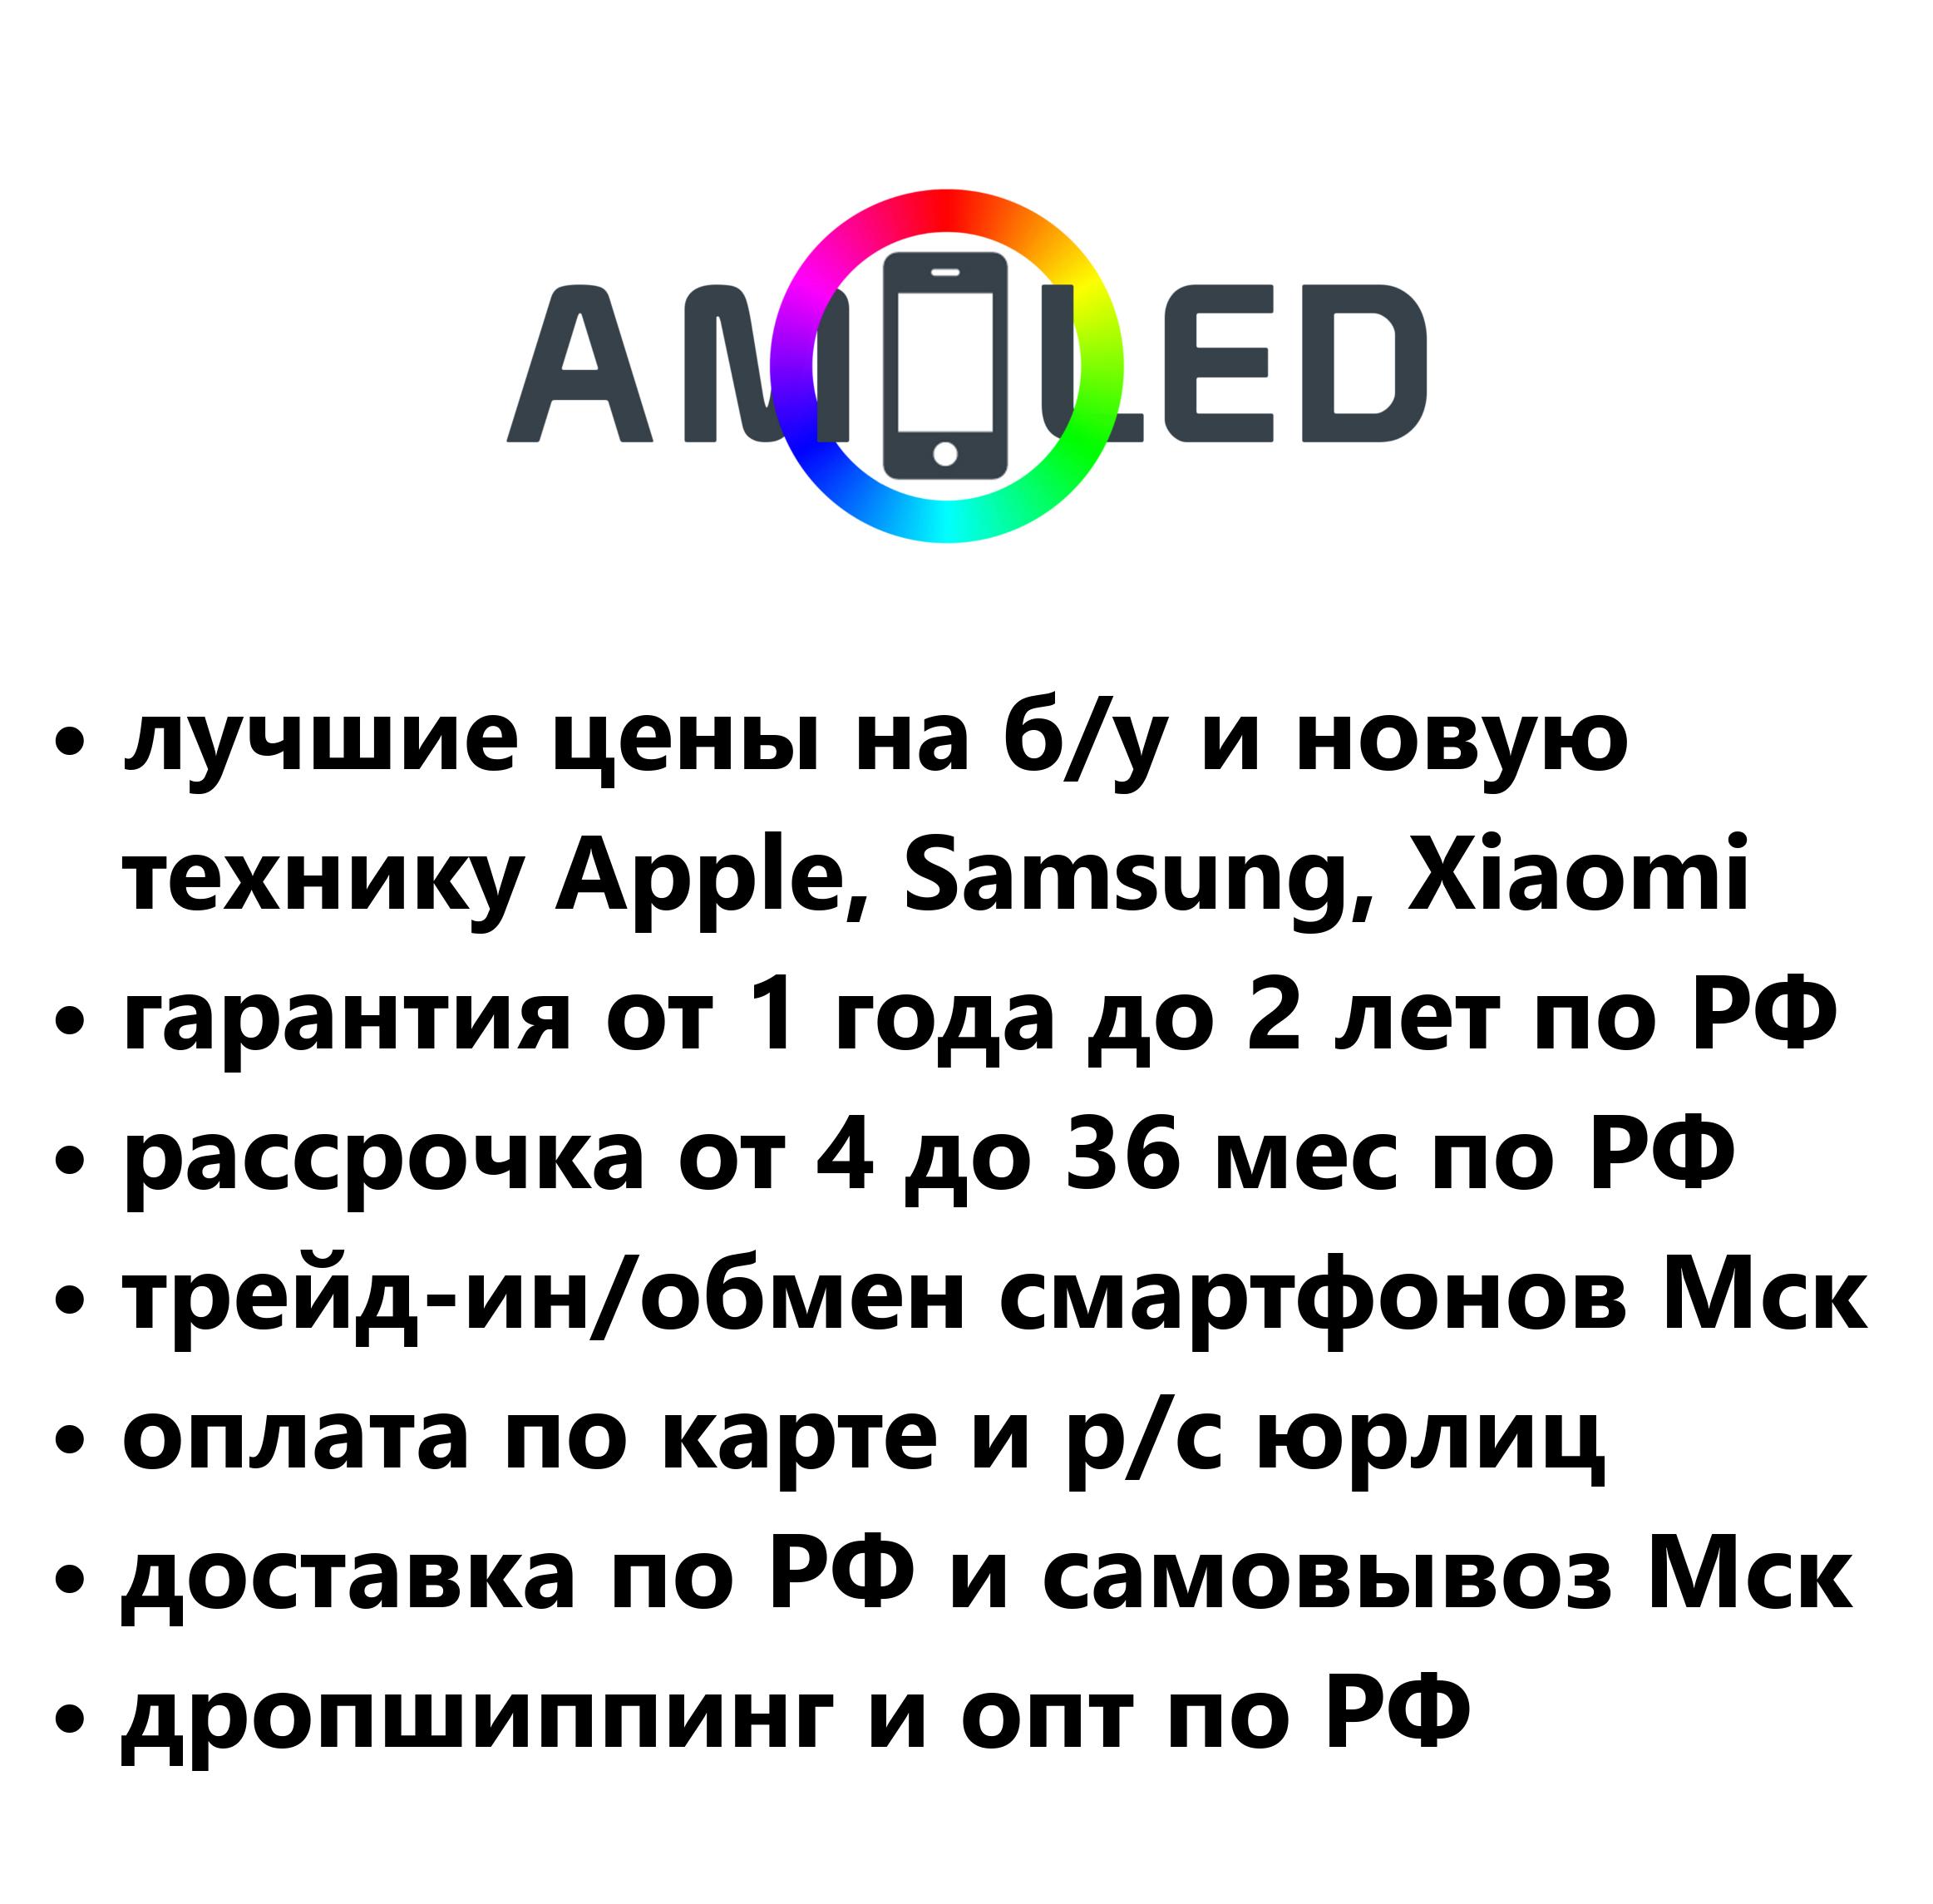 AMOLED
• лучшие цены на б/у и новую
технику Apple, Samsung, Xiaomi
• гарантия от 1 года до 2 лет по РФ
• рассрочка от 4 до 36 мес по РФ
• трейд-ин/обмен смартфонов Мск
• оплата по карте и р/с юрлиц
• доставка по РФ и самовывоз Мск
• дропшиппинг и опт по РФ